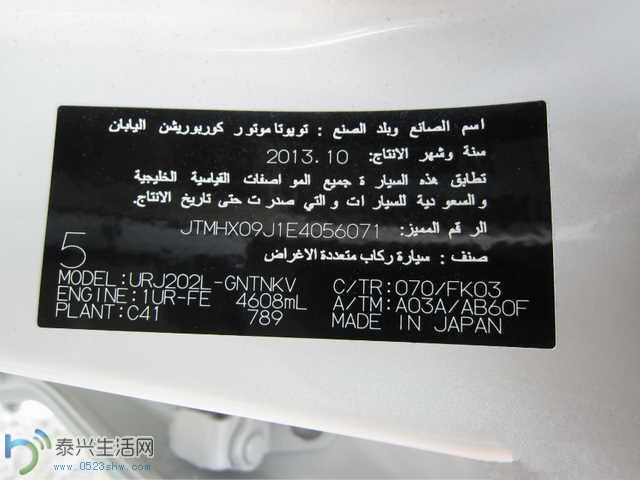 اسم الصانع وبلد الصنع : تويوتا موتور كوربوريشن اليابان
سنة وشهر الانتاج: 2013.10
تطابق هذه السيارة جميع المواصفات القياسية الخليجية
والسعودية للسيارات والتي صدرت حتى تاريخ الانتاج.
الرقم المميز: JTMHX09J1E4056071
صنف : سيارة ركاب متعددة الاغراض
5
MODEL:URJ202L-GNTNKV C/TR:070/FK03
ENGINE:1UR-FE 4608mL A/TM:A03A/AB60F
PLANT:C41 789 MADE IN JAPAN
泰兴生活网
www.0523shw.com